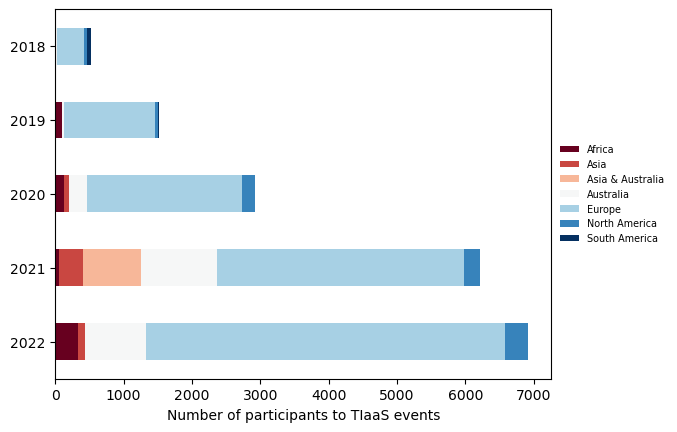 2018
2019
2020
2021
2022
0 1000 2000 3000 4000 5000 6000 7000
Number of participants to TIaaS events
Africa
Asia
Asia & Australia
Australia
Europe
North America
South America